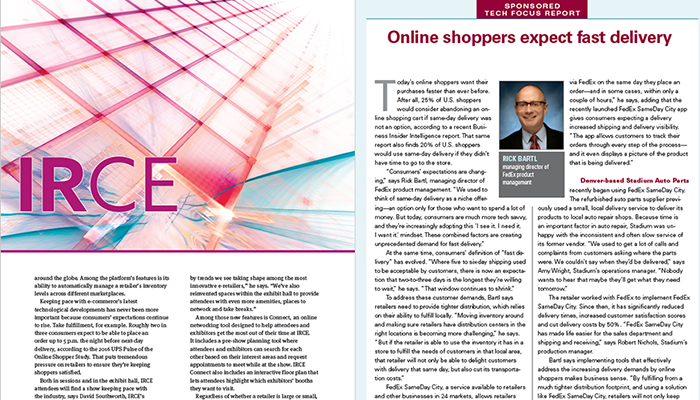 IRCE
around the globe. Among the platform's features is its
ability to automatically manage a retailer's inventory
levels across different marketplaces.
Keeping pace with e-commerce's latest
technological developments has never been more
important because consumers' expectations continue
to rise. Take fulfillment, for example. Roughly two in
three consumers expect to be able to place an
order up to 5 p.m. the night before next-day
delivery, according to the 2016 UPS Pulse of the
Online Shopper Study. That puts tremendous
pressure on retailers to ensure they're keeping
shoppers satisfied.
Both in sessions and in the exhibit hall, IRCE
attendees will find a show keeping pace with
the industry, says David Southworth, IRCE's
by trends we see taking shape among the most
innovative e-retailers," he says. "We've also
reinvented spaces within the exhibit hall to provide
attendees with even more amenities, places to
network and take breaks."
Among those new features is Connect, an online
networking tool designed to help attendees and
exhibitors get the most out of their time at IRCE.
It includes a pre-show planning tool where
attendees and exhibitors can search for each
other based on their interests and request
appointments to meet while at the show. IRCE
Connect also includes an interactive floor plan that
lets attendees highlight which exhibitors' booths
they want to visit.
Regardless of whether a retailer is large or small,
SPONSORED
TECH FOCUS REPORT
Online shoppers expect fast delivery
Today's online shoppers want their
purchases faster than ever before.
After all, 25% of U.S. shoppers
would consider abandoning an on-
line shopping cart if same-day delivery was
not an option, according to a recent Busi-
ness Insider Intelligence report. That same
report also finds 20% of U.S. shoppers
would use same-day delivery if they didn't
have time to go to the store.
"Consumers' expectations are chang-
ing," says Rick Bartl, managing director of
FedEx product management. "We used to
think of same-day delivery as a niche offer-
ing—an option only for those who want to spend a lot of
money. But today, consumers are much more tech savvy,
and they're increasingly adopting this 'I see it. I need it.
I want it.' mindset. These combined factors are creating
unprecedented demand for fast delivery."
At the same time, consumers' definition of "fast de-
livery" has evolved. "Where five to six-day shipping used
to be acceptable by customers, there is now an expecta-
tion that two-to-three days is the longest they're willing
to wait," he says. "That window continues to shrink."
To address these customer demands, Bartl says
retailers need to provide tighter distribution, which relies
on their ability to fulfill locally. "Moving inventory around
and making sure retailers have distribution centers in the
right locations is becoming more challenging," he says.
"But if the retailer is able to use the inventory it has in a
store to fulfill the needs of customers in that local area,
that retailer will not only be able to delight customers
with delivery that same day, but also cut its transporta-
tion costs."
FedEx SameDay City, a service available to retailers
and other businesses in 24 markets, allows retailers
RICK BARTL
managing director of
FedEx product
management
via FedEx on the same day they place an
order—and in some cases, within only a
couple of hours," he says, adding that the
recently launched FedEx SameDay City app
gives consumers expecting a delivery
increased shipping and delivery visibility.
"The app allows customers to track their
orders through every step of the process—
and it even displays a picture of the product
that is being delivered."
Denver-based Stadium Auto Parts
recently began using FedEx SameDay City.
The refurbished auto parts supplier previ-
ously used a small, local delivery service to deliver its
products to local auto repair shops. Because time is
an important factor in auto repair, Stadium was un-
happy with the inconsistent and often slow service of
its former vendor. "We used to get a lot of calls and
complaints from customers asking where the parts
were. We couldn't say when they'll be delivered," says
Amy Wright, Stadium's operations manager. "Nobody
wants to hear that maybe they'll get what they need
tomorrow."
The retailer worked with FedEx to implement FedEx
SameDay City. Since then, it has significantly reduced
delivery times, increased customer satisfaction scores
and cut delivery costs by 50%. "FedEx SameDay City
has made life easier for the sales department and
shipping and receiving," says Robert Nichols, Stadium's
production manager.
Bartl says implementing tools that effectively
address the increasing delivery demands by online
shoppers makes business sense. "By fulfilling from a
much tighter distribution footprint, and using a solution
like FedEx SameDay City, retailers will not only keep